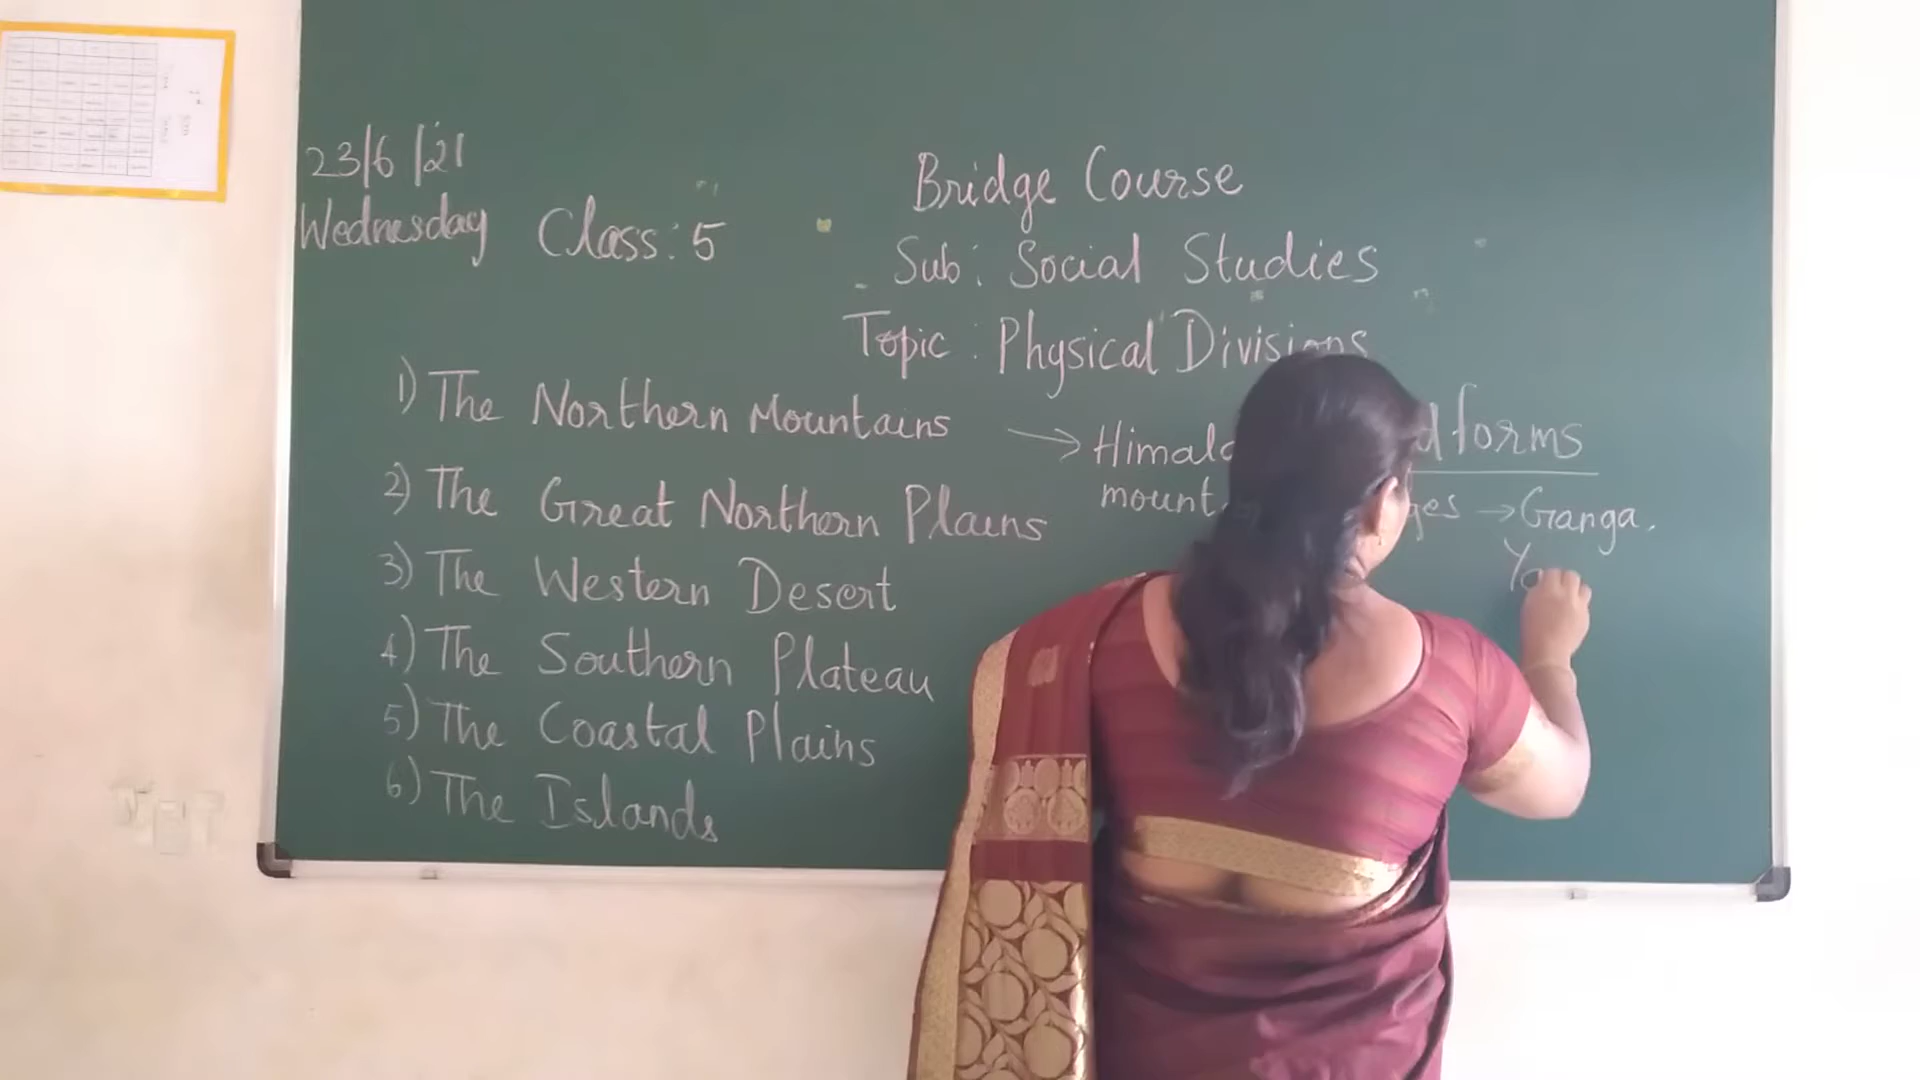 23/6/21
Wednesday Class: 5
Bridge Course
Sub: Social Studies
Topic: Physical Divisions
forms
1) The Northern Mountains → 
mount
→ Ganga.
2) The Great Northern Plains
3) The Western Desert
4) The Southern Plateau
5) The Coastal Plains
6) The Islands